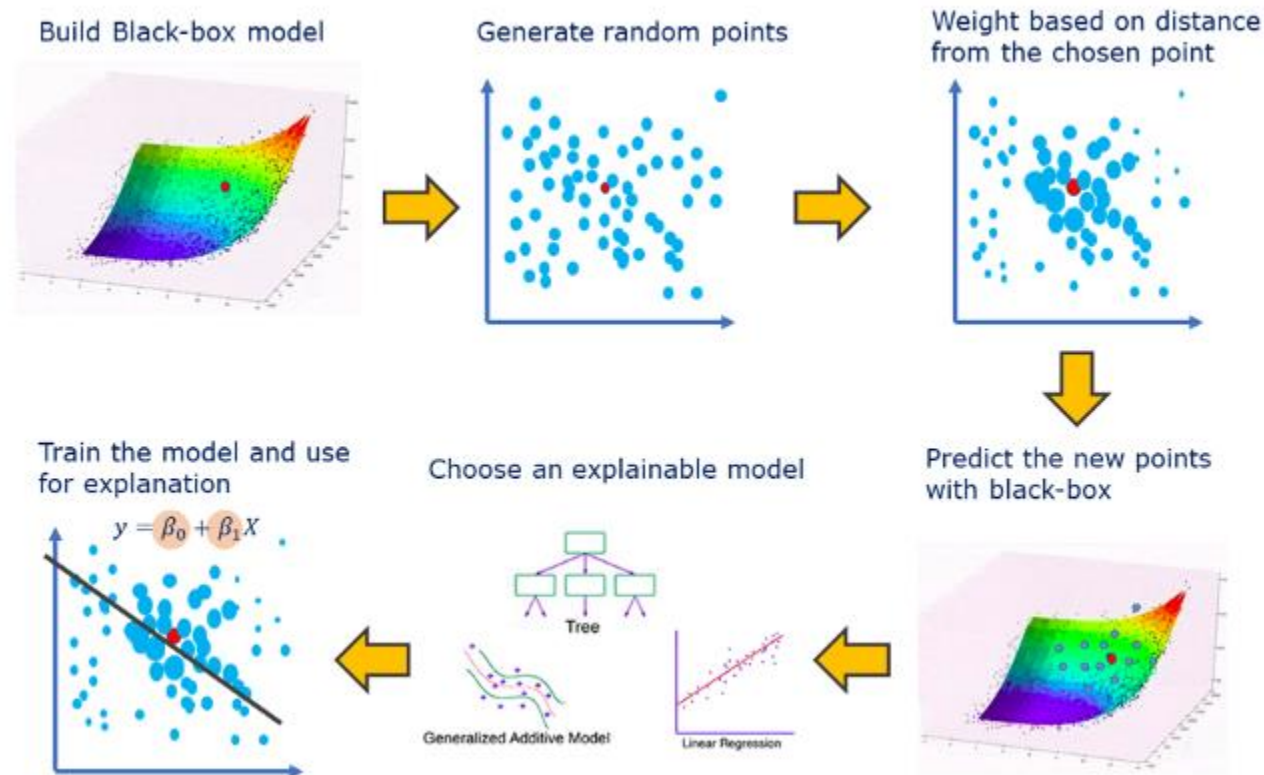 Build Black-box model
Generate random points
Weight based on distance
from the chosen point
Predict the new points
with black-box
Choose an explainable model
Tree
Generalized Additive Model
Linear Regression
Train the model and use
for explanation
y = β₀ + β₁X